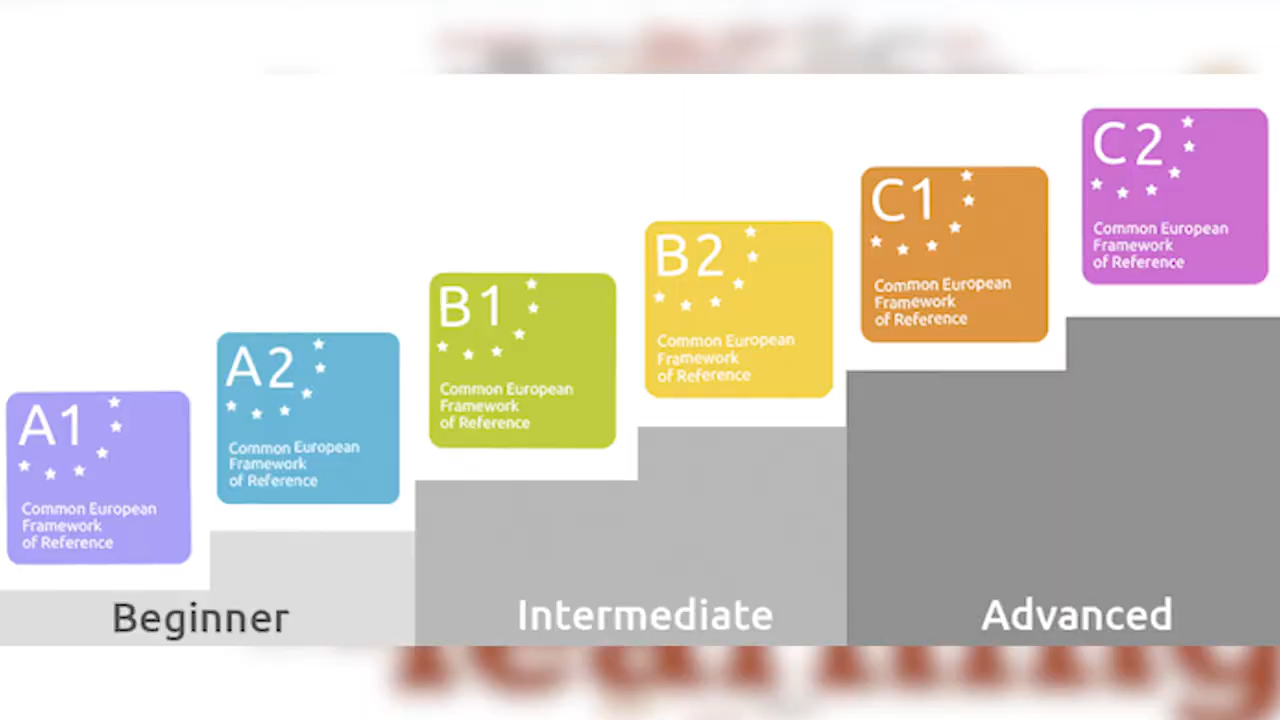 A1
Common European
Framework
of Reference
A2
Common European
Framework
of Reference
B1
Common European
Framework
of Reference
B2
Common European
Framework
of Reference
C1
Common European
Framework
of Reference
C2
Common European
Framework
of Reference
Beginner
Intermediate
Advanced